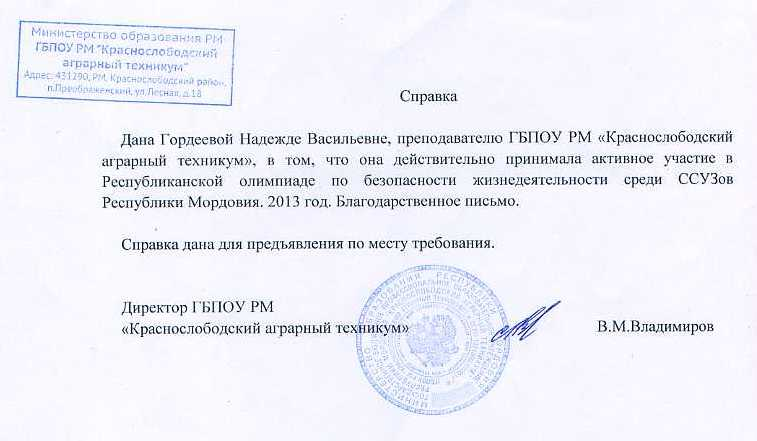 Министерство образования РМ
ГБПОУ РМ "Краснослободский
аграрный техникум"
Адрес: 431290, РМ, Краснослободский район,
п.Преображенский, ул.Лесная, д.18
Справка
Дана Гордеевой Надежде Васильевне, преподавателю ГБПОУ РМ «Краснослободский
аграрный техникум», в том, что она действительно принимала активное участие в
Республиканской олимпиаде по безопасности жизнедеятельности среди ССУЗов
Республики Мордовия. 2013 год. Благодарственное письмо.
Справка дана для предъявления по месту требования.
Директор ГБПОУ РМ
«Краснослободский аграрный техникум»
В.М.Владимиров